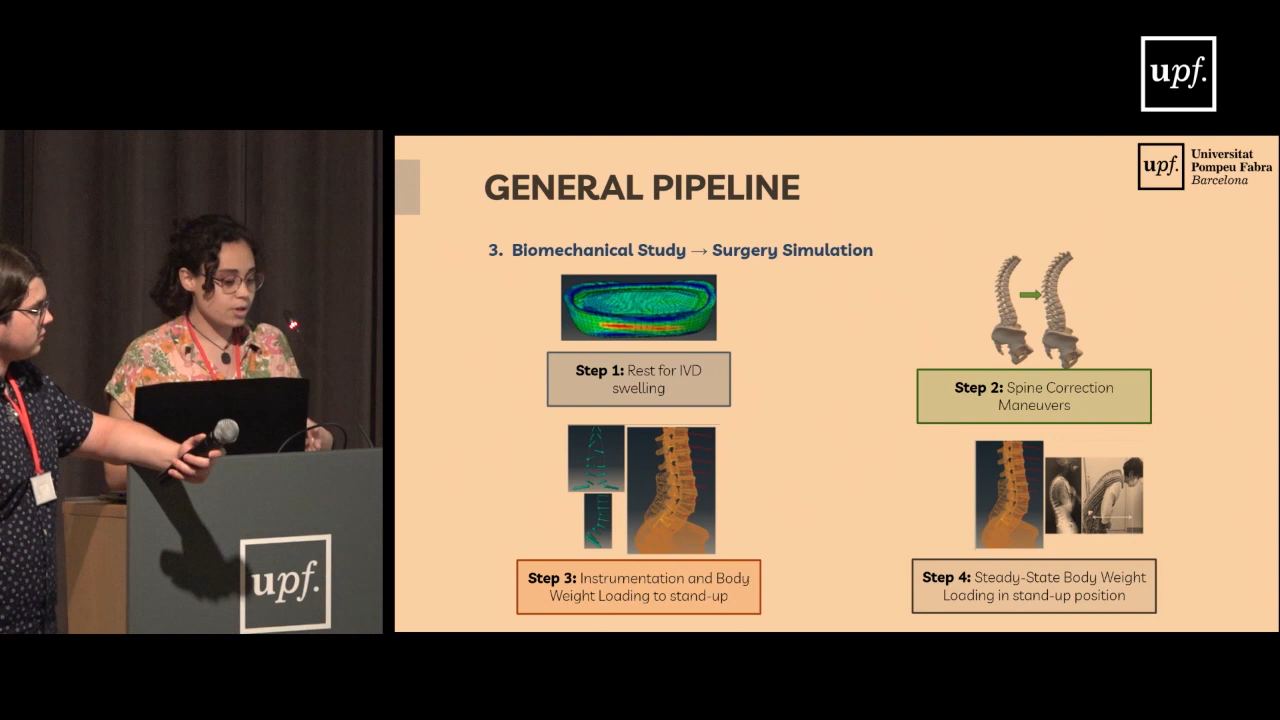 upf.
upf.
Universitat
Pompeu Fabra
Barcelona
GENERAL PIPELINE
3. Biomechanical Study → Surgery Simulation
Step 1: Rest for IVD
swelling
Step 2: Spine Correction
Maneuvers
Step 3: Instrumentation and Body
Weight Loading to stand-up
Step 4: Steady-State Body Weight
Loading in stand-up position
upf.